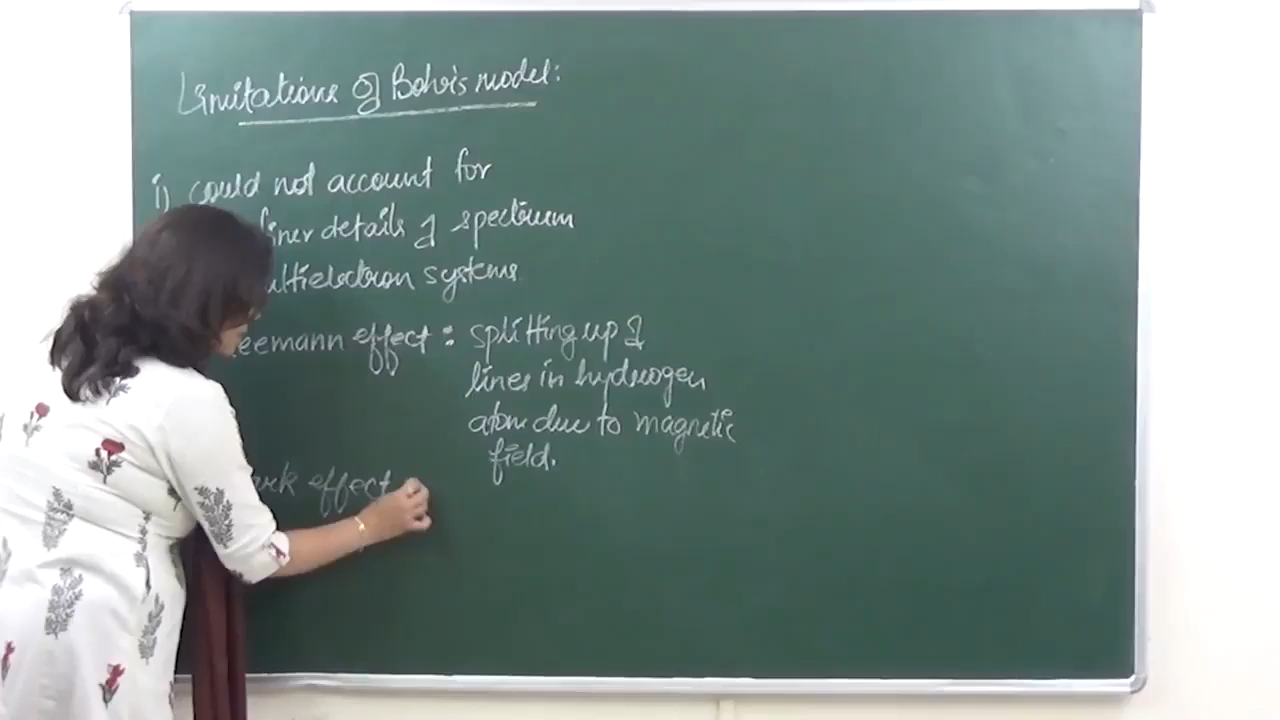 Limitations of Bohr's model:
i) could not account for
finer details of spectrum
ultielectron systems
eemann effect : splitting up of
lines in hydrogen
atom due to magnetic
field.
ark effect